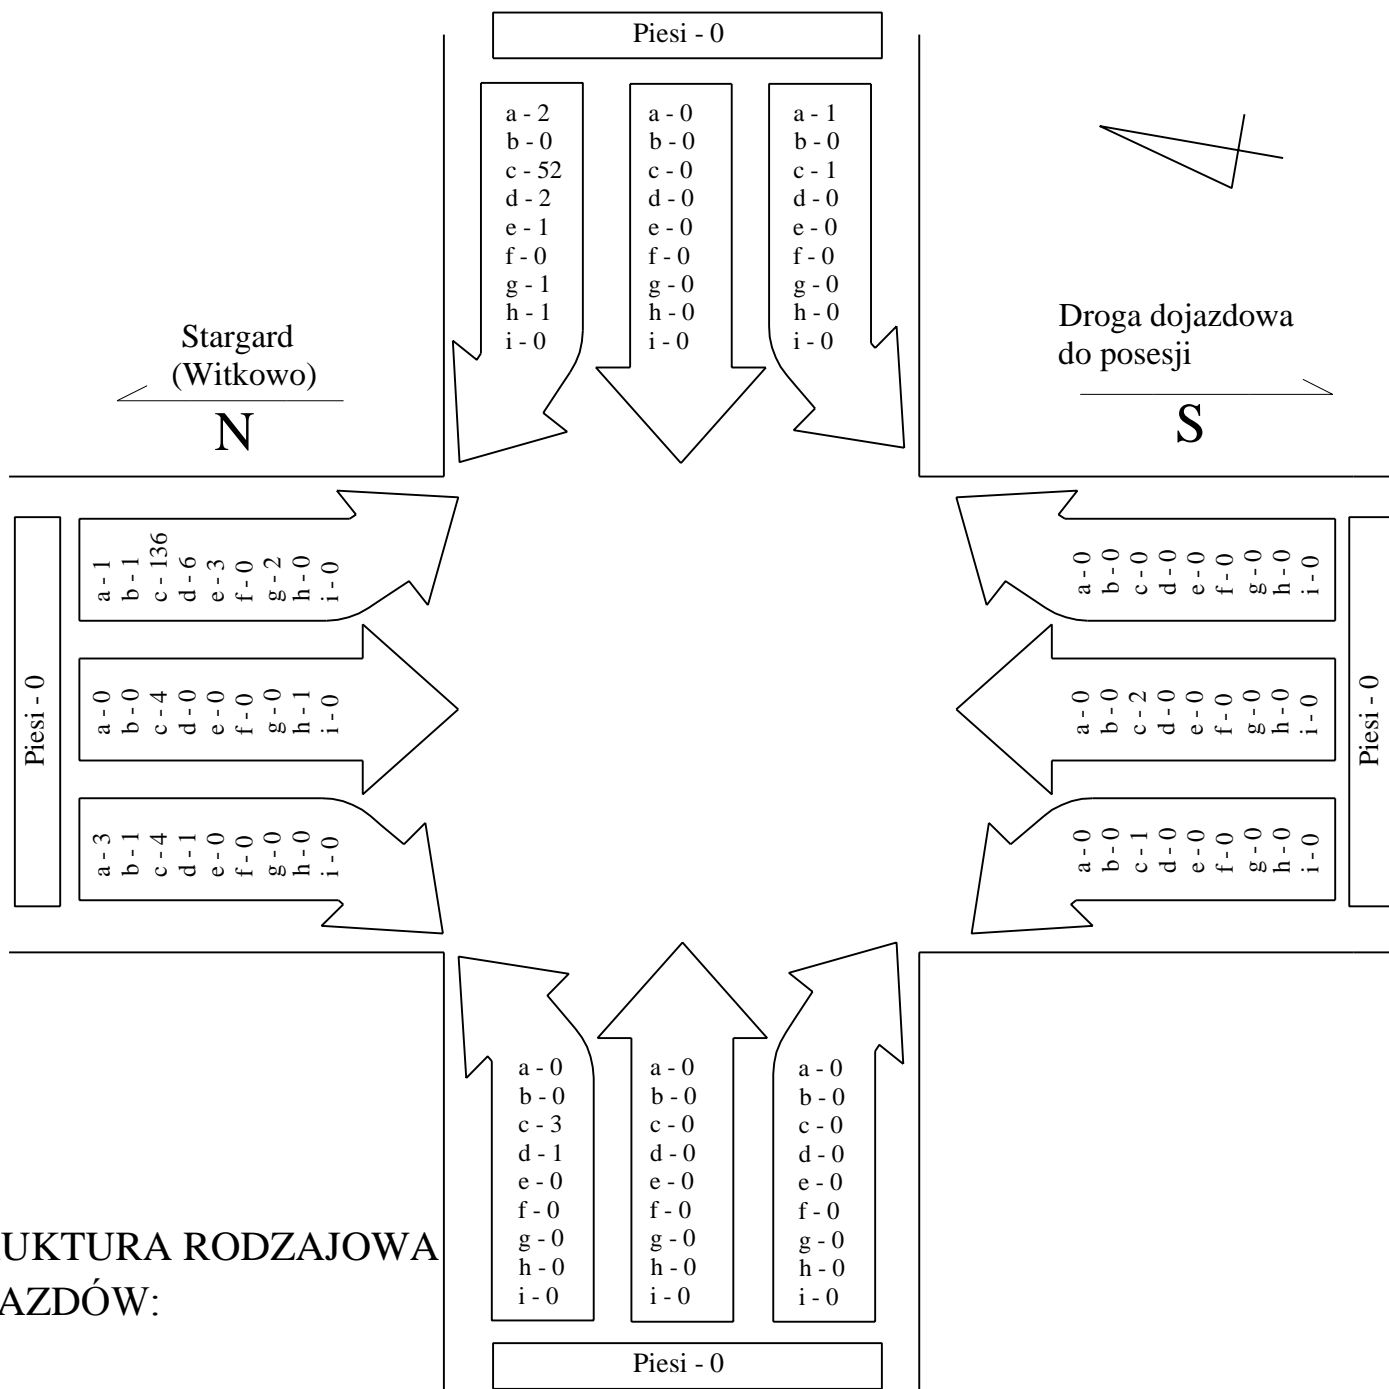 Piesi - 0
a - 2
b - 0
c - 52
d - 2
e - 1
f - 0
g - 1
h - 1
i - 0
a - 0
b - 0
c - 0
d - 0
e - 0
f - 0
g - 0
h - 0
i - 0
a - 1
b - 0
c - 1
d - 0
e - 0
f - 0
g - 0
h - 0
i - 0
Stargard
(Witkowo)
N
Droga dojazdowa
do posesji
S
Piesi - 0
a - 1
b - 1
c - 136
d - 6
e - 3
f - 0
g - 2
h - 0
i - 0
a - 0
b - 0
c - 4
d - 0
e - 0
f - 0
g - 0
h - 1
i - 0
a - 3
b - 1
c - 4
d - 1
e - 0
f - 0
g - 0
h - 0
i - 0
a - 0
b - 0
c - 0
d - 0
e - 0
f - 0
g - 0
h - 0
i - 0
a - 0
b - 0
c - 2
d - 0
e - 0
f - 0
g - 0
h - 0
i - 0
a - 0
b - 0
c - 1
d - 0
e - 0
f - 0
g - 0
h - 0
i - 0
Piesi - 0
a - 0
b - 0
c - 3
d - 1
e - 0
f - 0
g - 0
h - 0
i - 0
a - 0
b - 0
c - 0
d - 0
e - 0
f - 0
g - 0
h - 0
i - 0
a - 0
b - 0
c - 0
d - 0
e - 0
f - 0
g - 0
h - 0
i - 0
UKTURA RODZAJOWA
AZDÓW:
Piesi - 0